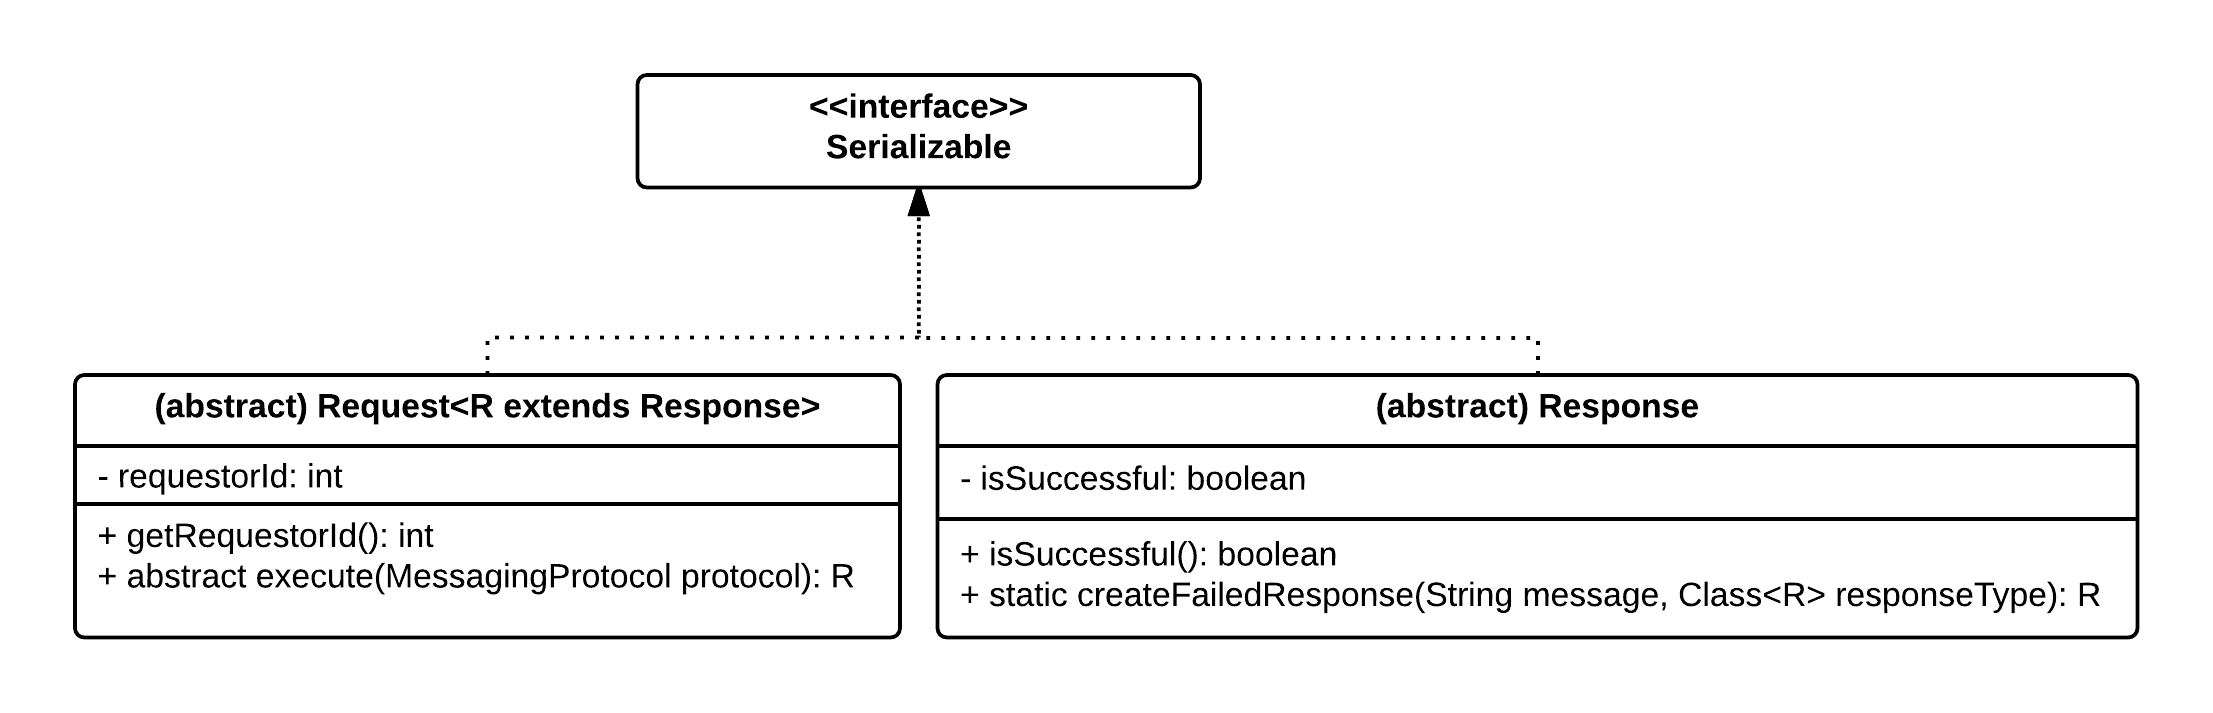 <<interface>>
Serializable
(abstract) Request<R extends Response>
- requestorId: int
+ getRequestorId(): int
+ abstract execute(MessagingProtocol protocol): R
(abstract) Response
- isSuccessful: boolean
+ isSuccessful(): boolean
+ static createFailedResponse(String message, Class<R> responseType): R